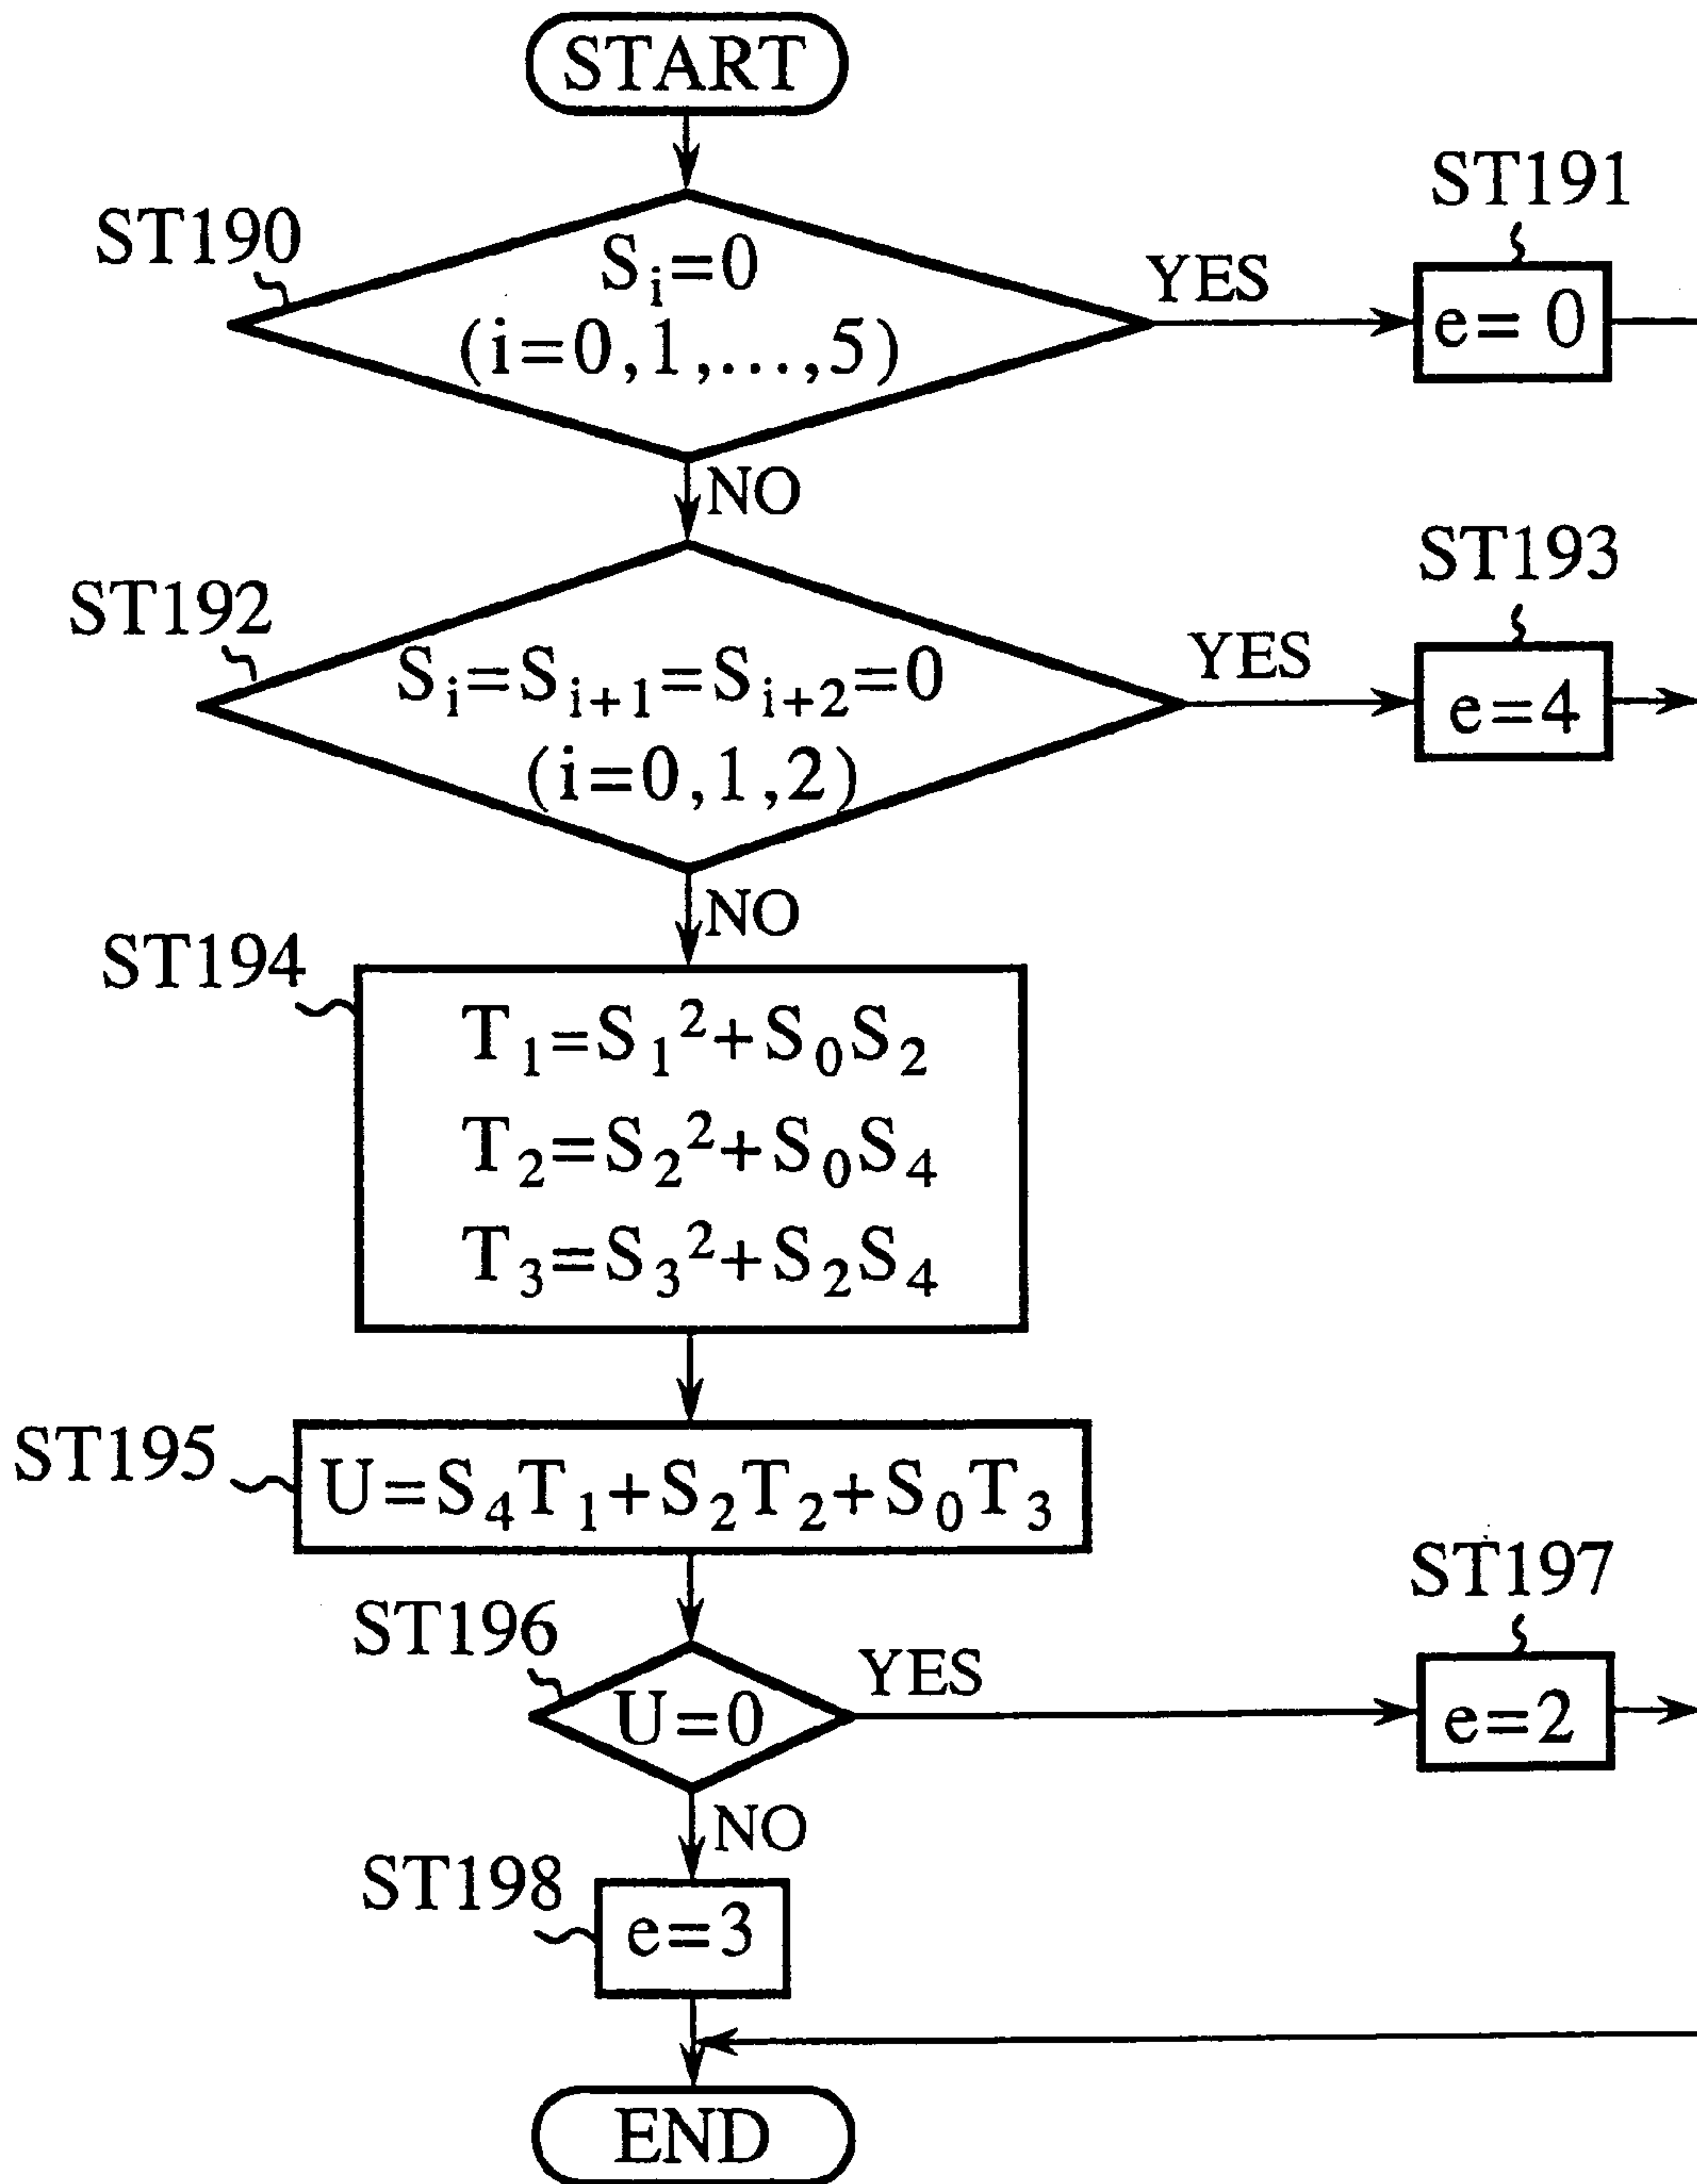 START
ST190
S_i=0
(i=0,1,...,5)
YES
ST191
e= 0
NO
ST192
S_i=S_{i+1}=S_{i+2}=0
(i=0,1,2)
YES
ST193
e=4
NO
ST194
T_1=S_1^2+S_0S_2
T_2=S_2^2+S_0S_4
T_3=S_3^2+S_2S_4
ST195
U=S_4T_1+S_2T_2+S_0T_3
ST196
U=0
YES
ST197
e=2
NO
ST198
e=3
END